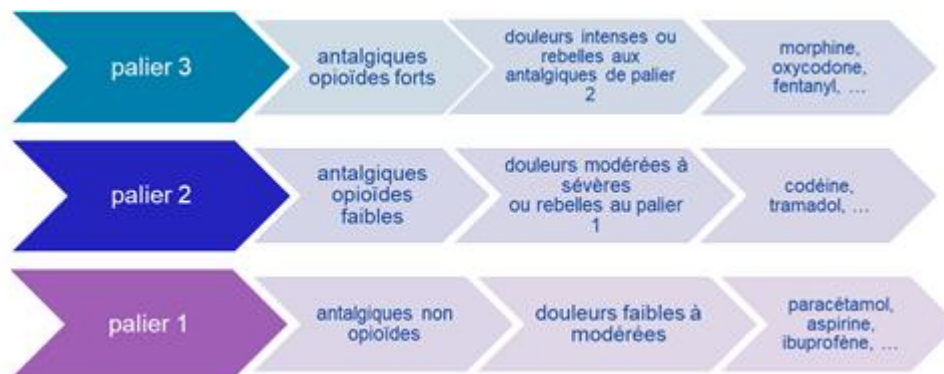 palier 3
antalgiques
opioïdes forts
douleurs intenses ou
rebelles aux
antalgiques de palier
2
morphine,
oxycodone,
fentanyl, ...
palier 2
antalgiques
opioïdes
faibles
douleurs modérées à
sévères
ou rebelles au palier
1
codéine,
tramadol, ...
palier 1
antalgiques non
opioïdes
douleurs faibles à
modérées
paracétamol,
aspirine,
ibuprofène, ...